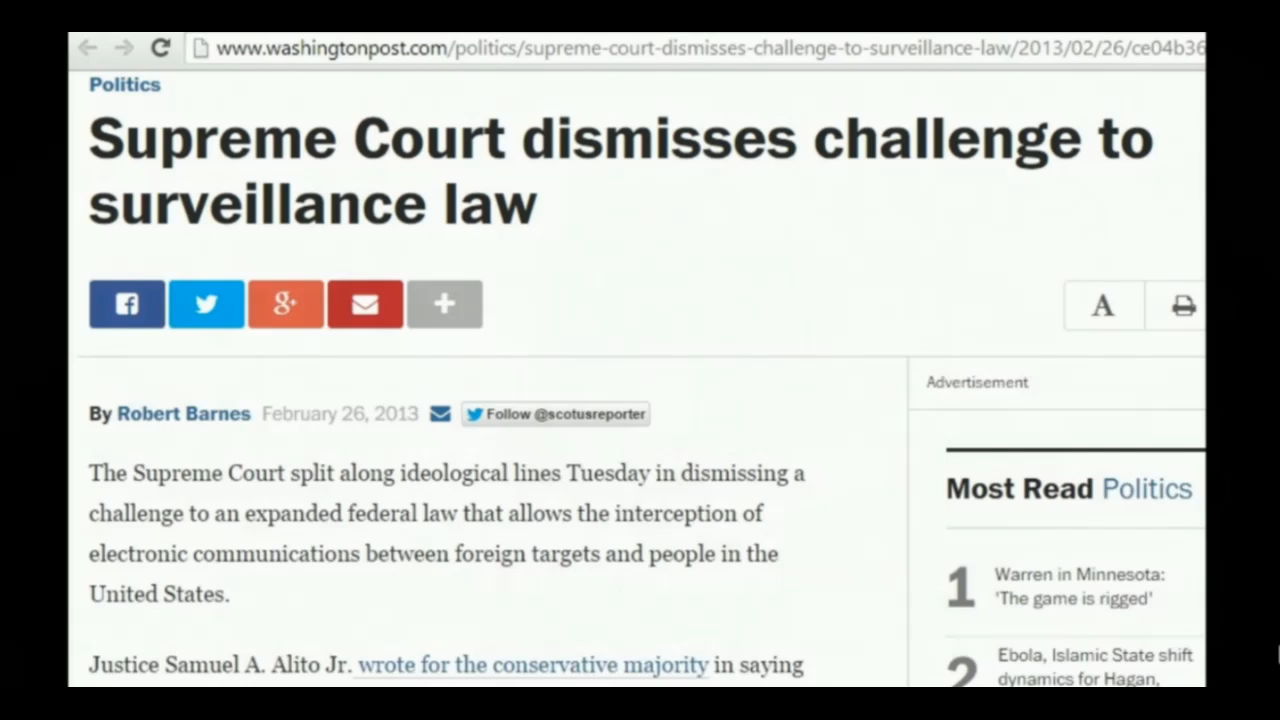 www.washingtonpost.com/politics/supreme-court-dismisses-challenge-to-surveillance-law/2013/02/26/ce04b36
Politics
Supreme Court dismisses challenge to
surveillance law
g+
A
By Robert Barnes February 26, 2013 Follow @scotusreporter
The Supreme Court split along ideological lines Tuesday in dismissing a
challenge to an expanded federal law that allows the interception of
electronic communications between foreign targets and people in the
United States.
Justice Samuel A. Alito Jr. wrote for the conservative majority in saying
Advertisement
Most Read Politics
1 Warren in Minnesota:
'The game is rigged'
2 Ebola, Islamic State shift
dynamics for Hagan,